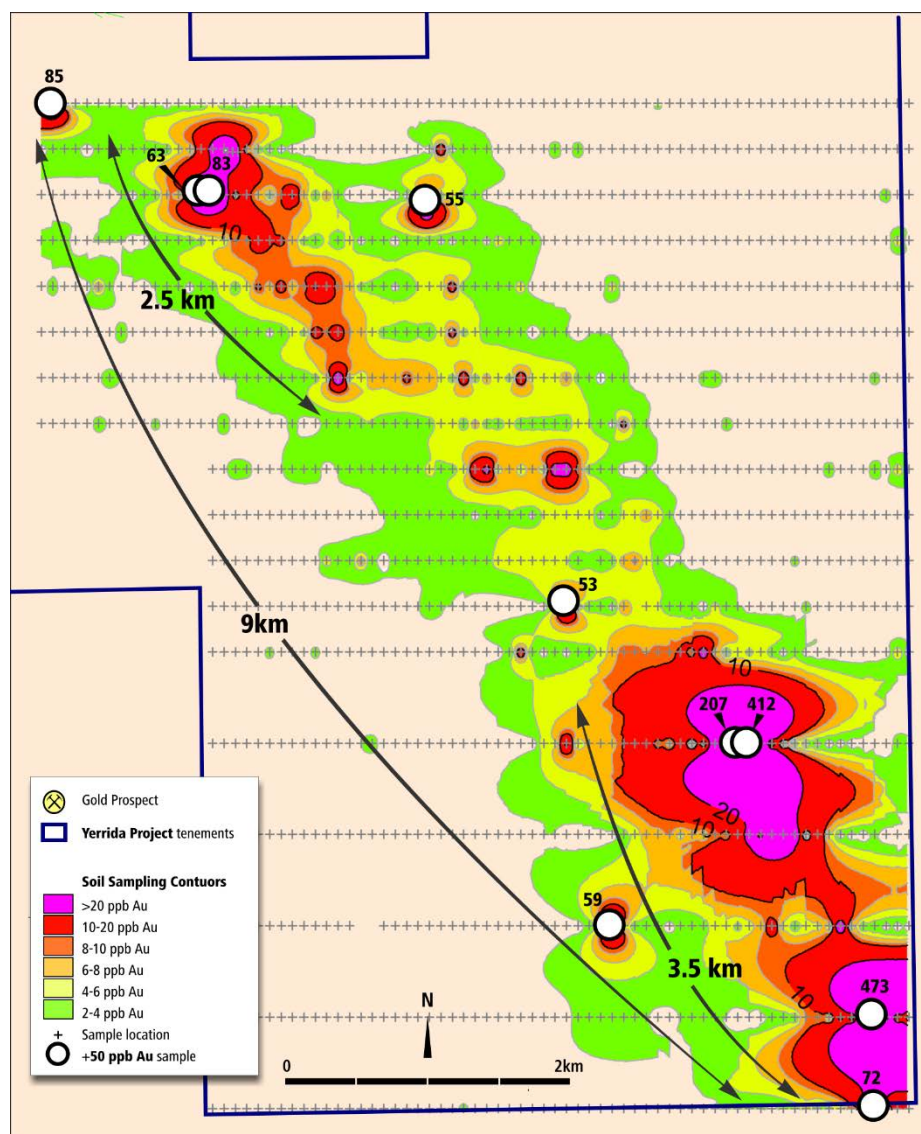 85
63
83
55
10
2.5 km
53
9km
10
207
412
20
10
59
3.5 km
473
10
72
Gold Prospect
Yerrida Project tenements
Soil Sampling Contuors
>20 ppb Au
10-20 ppb Au
8-10 ppb Au
6-8 ppb Au
4-6 ppb Au
2-4 ppb Au
Sample location
+50 ppb Au sample
N
0
2km